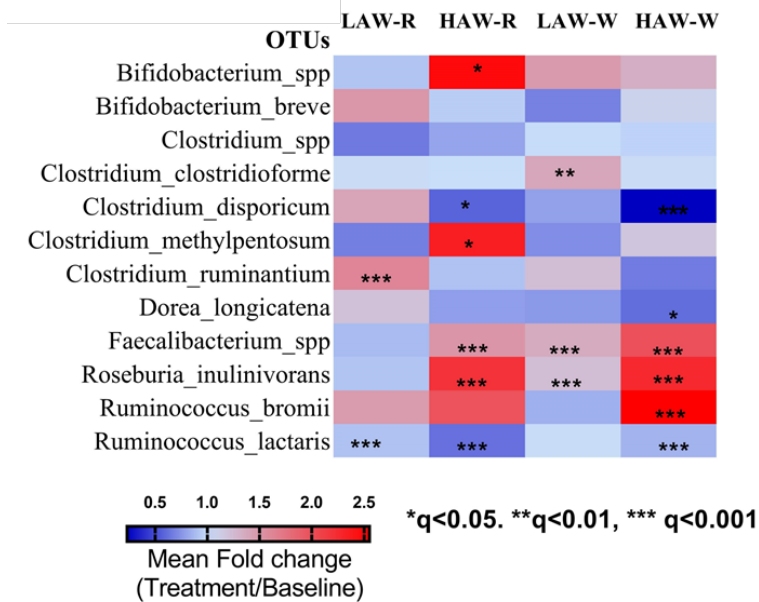 LAW-R HAW-R LAW-W HAW-W
OTUs
Bifidobacterium_spp *
Bifidobacterium_breve
Clostridium_spp
Clostridium_clostridioforme **
Clostridium_disporicum * ***
Clostridium_methylpentosum *
Clostridium_ruminantium ***
Dorea_longicatena *
Faecalibacterium_spp *** *** ***
Roseburia_inulinivorans *** *** ***
Ruminococcus_bromii ***
Ruminococcus_lactaris *** *** ***
0.5 1.0 1.5 2.0 2.5
*q<0.05. **q<0.01, *** q<0.001
Mean Fold change
(Treatment/Baseline)